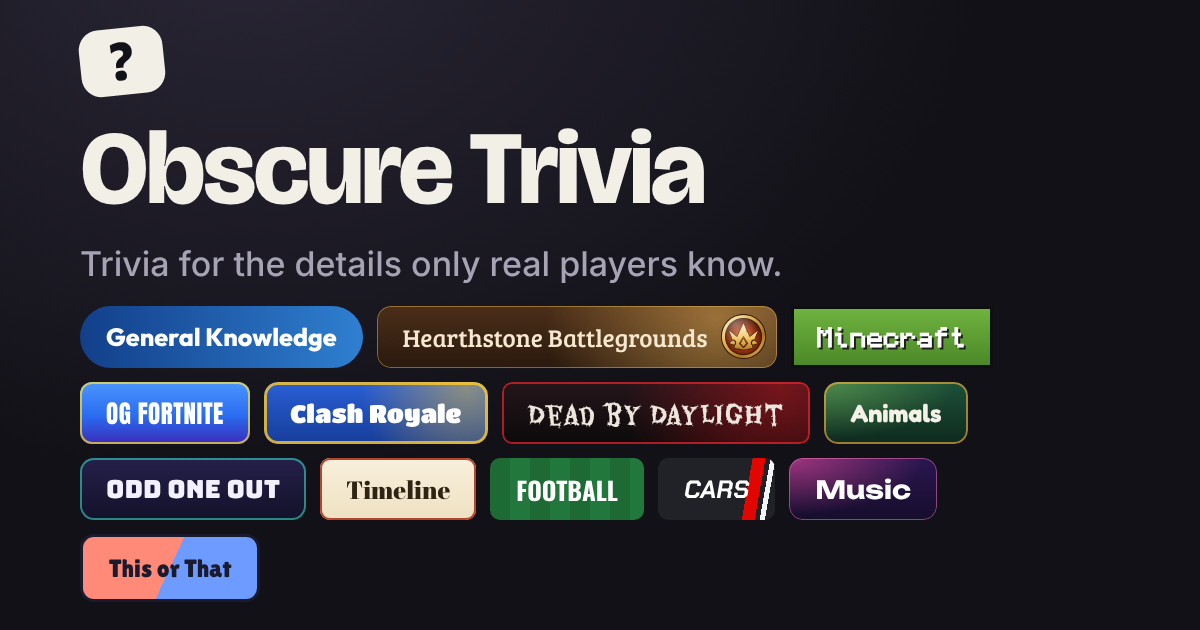 ?
Obscure Trivia
Trivia for the details only real players know.
General Knowledge
Hearthstone Battlegrounds
Minecraft
OG FORTNITE
Clash Royale
DEAD BY DAYLIGHT
Animals
ODD ONE OUT
Timeline
FOOTBALL
CARS
Music
This or That